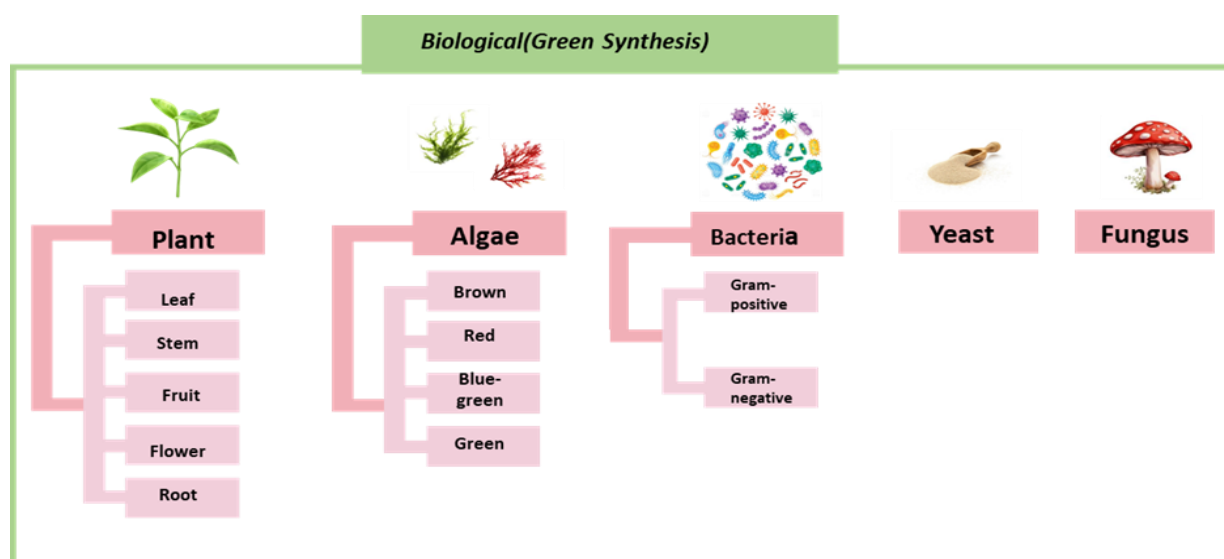 Biological(Green Synthesis)
Plant
Leaf
Stem
Fruit
Flower
Root
Algae
Brown
Red
Blue-
green
Green
Bacteria
Gram-
positive
Gram-
negative
Yeast
Fungus